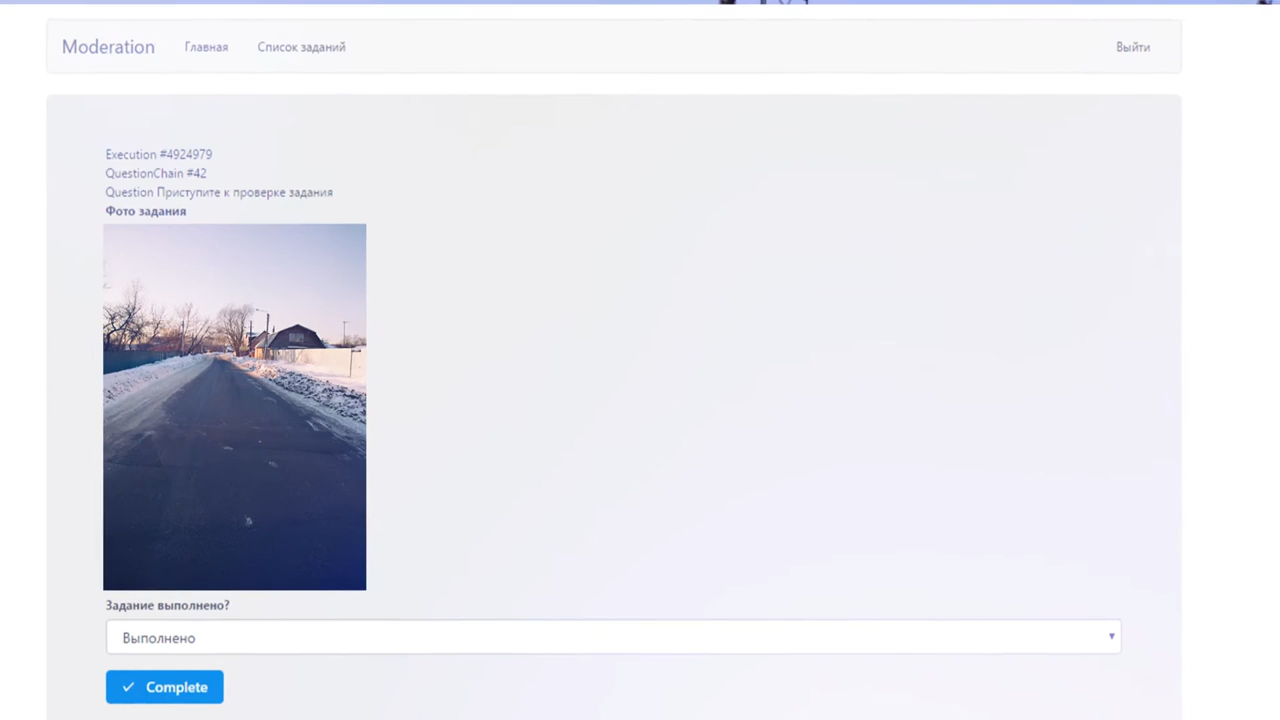 Moderation Главная Список заданий Выйти
Execution #4924979
QuestionChain #42
Question Приступите к проверке задания
Фото задания
Задание выполнено?
Выполнено
Complete